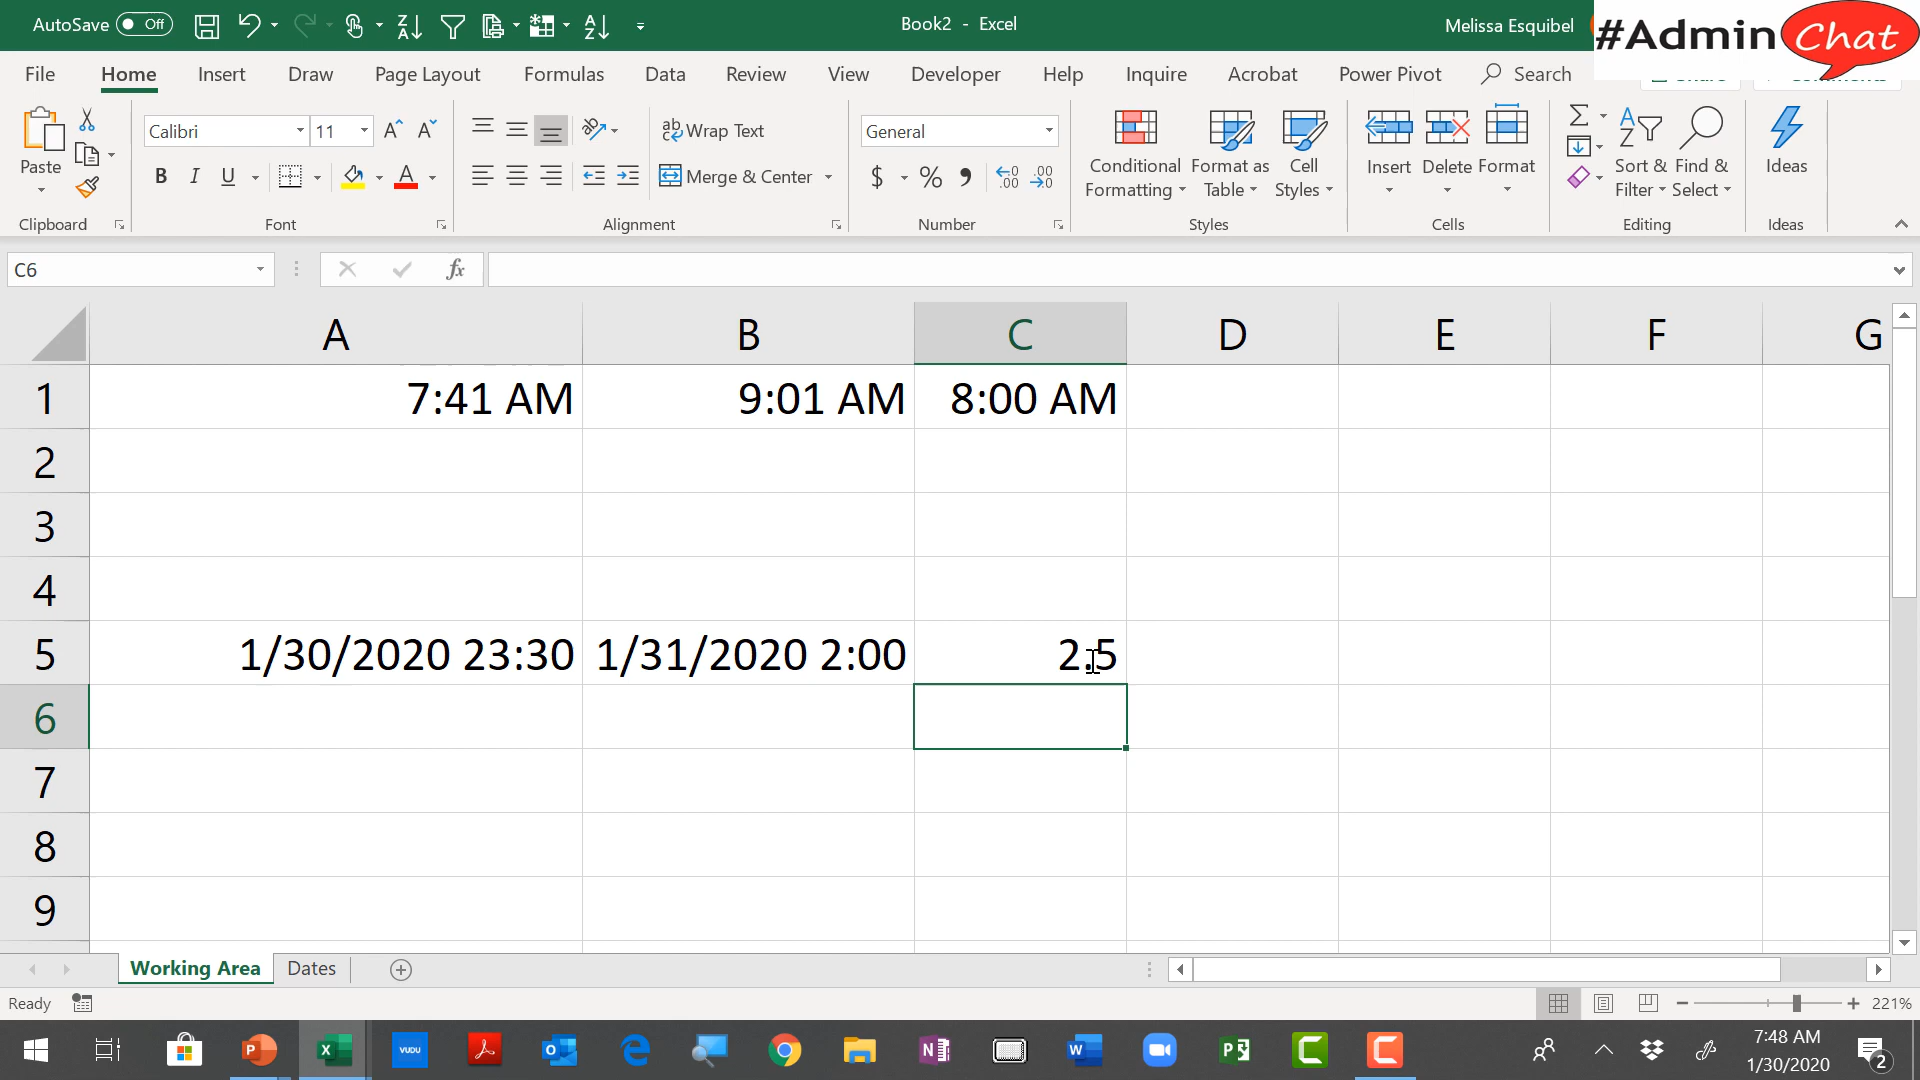 AutoSave Off
Book2 - Excel
Melissa Esquibel
#Admin Chat
File Home Insert Draw Page Layout Formulas Data Review View Developer Help Inquire Acrobat Power Pivot Search
Paste
Calibri 11
ab Wrap Text
General
Conditional Formatting
Format as Table
Cell Styles
Insert Delete Format
Sort & Filter
Find & Select
Ideas
B I U
Merge & Center
$ % 9
Clipboard Font Alignment Number Styles Cells Editing Ideas
C6
fx
A B C D E F G
1 7:41 AM 9:01 AM 8:00 AM
2
3
4
5 1/30/2020 23:30 1/31/2020 2:00 2.5
6
7
8
9
Working Area Dates
Ready
221%
VUDU
7:48 AM
1/30/2020
2